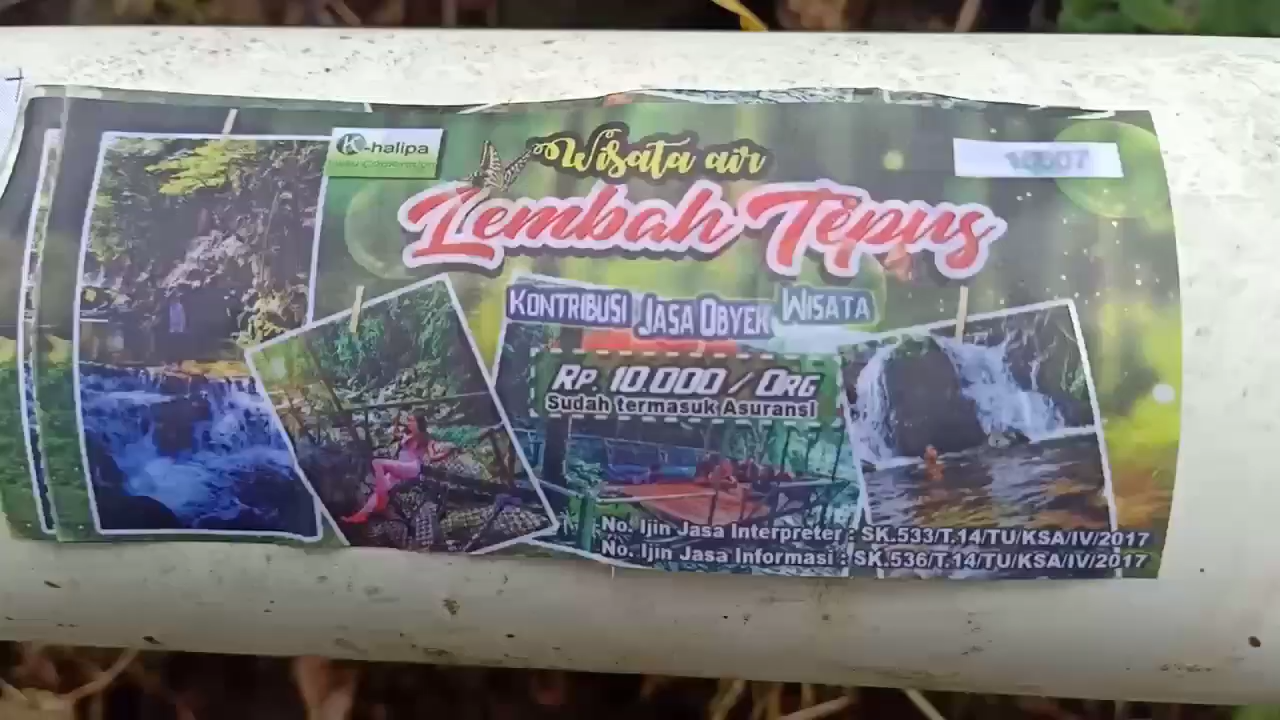 K-halipa
Wisata air
Lembah Tepus
KONTRIBUSI JASA OBYEK WISATA
RP. 10.000 / ORG
Sudah termasuk Asuransi
No. Ijin Jasa Interpreter : SK.533/T.14/TU/KSA/IV/2017
No. Ijin Jasa Informasi : SK.536/T.14/TU/KSA/IV/2017